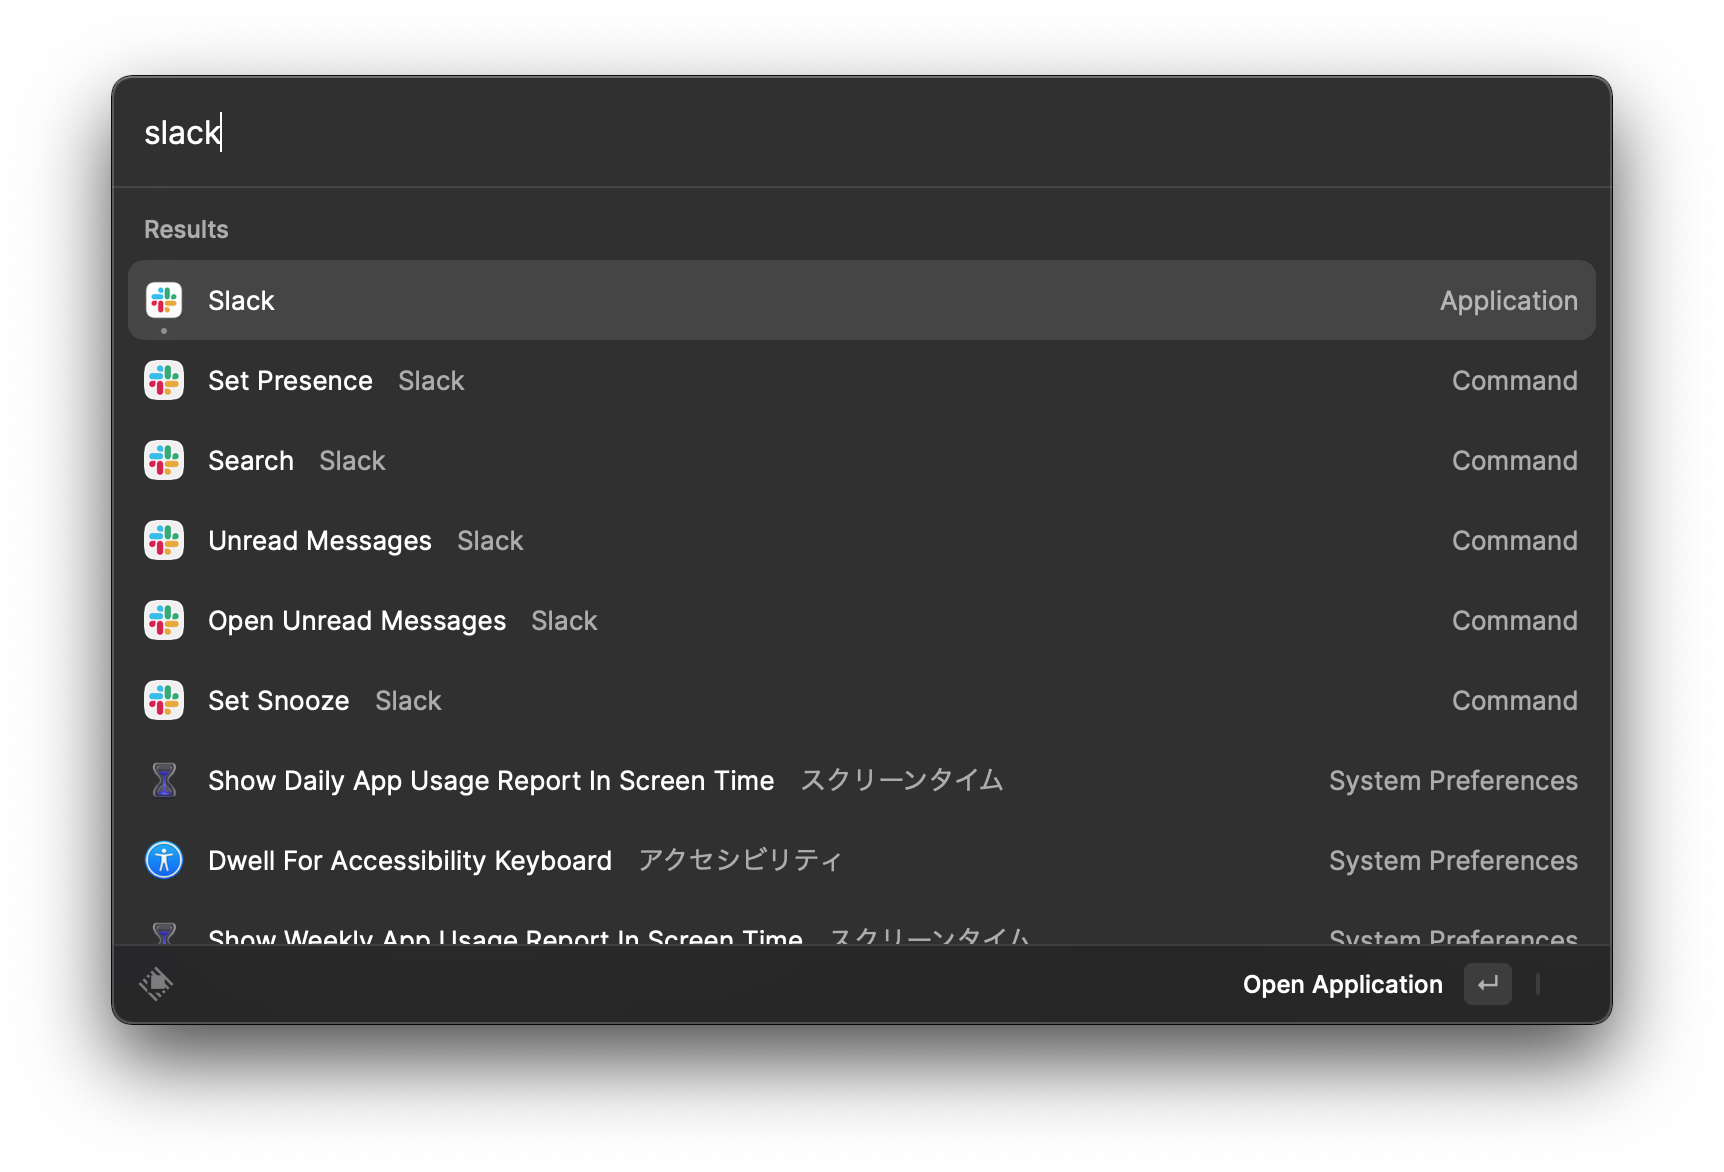 slack
Results
Slack Application
Set Presence Slack Command
Search Slack Command
Unread Messages Slack Command
Open Unread Messages Slack Command
Set Snooze Slack Command
Show Daily App Usage Report In Screen Time スクリーンタイム System Preferences
Dwell For Accessibility Keyboard アクセシビリティ System Preferences
Show Weekly App Usage Report In Screen Time スクリーンタイム System Preferences
Open Application